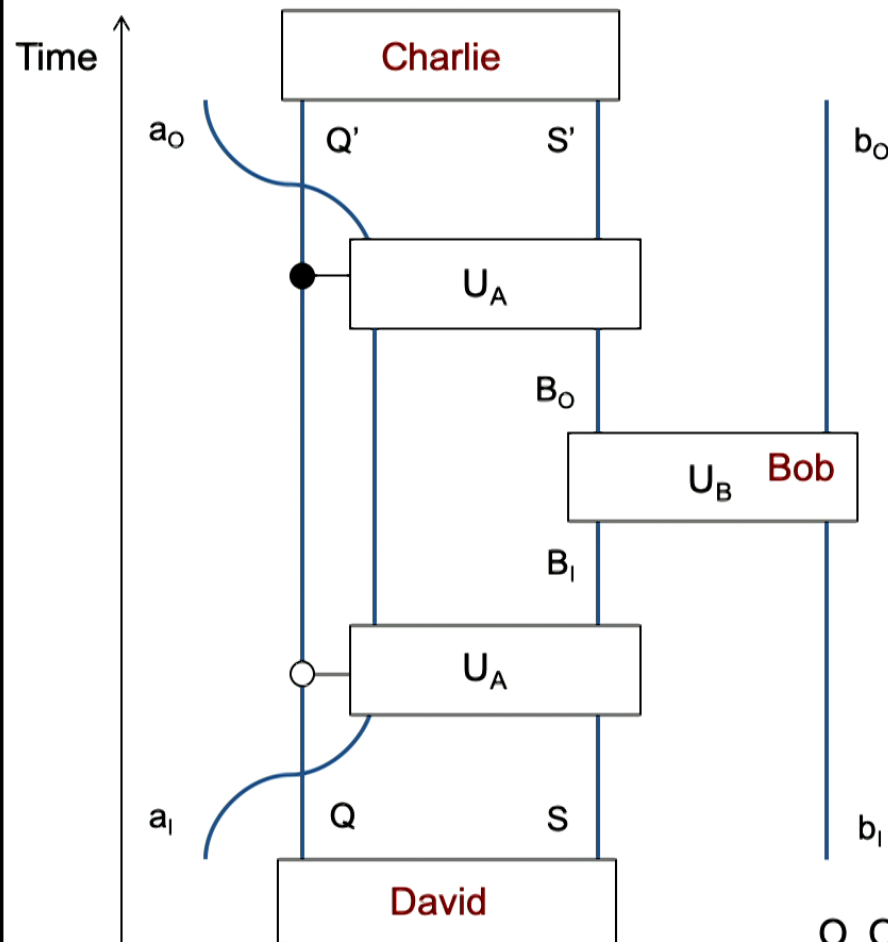 Charlie
Time
aO Q’ S’ bO
UA
BO
UB Bob
BI
UA
aI Q S bI
David